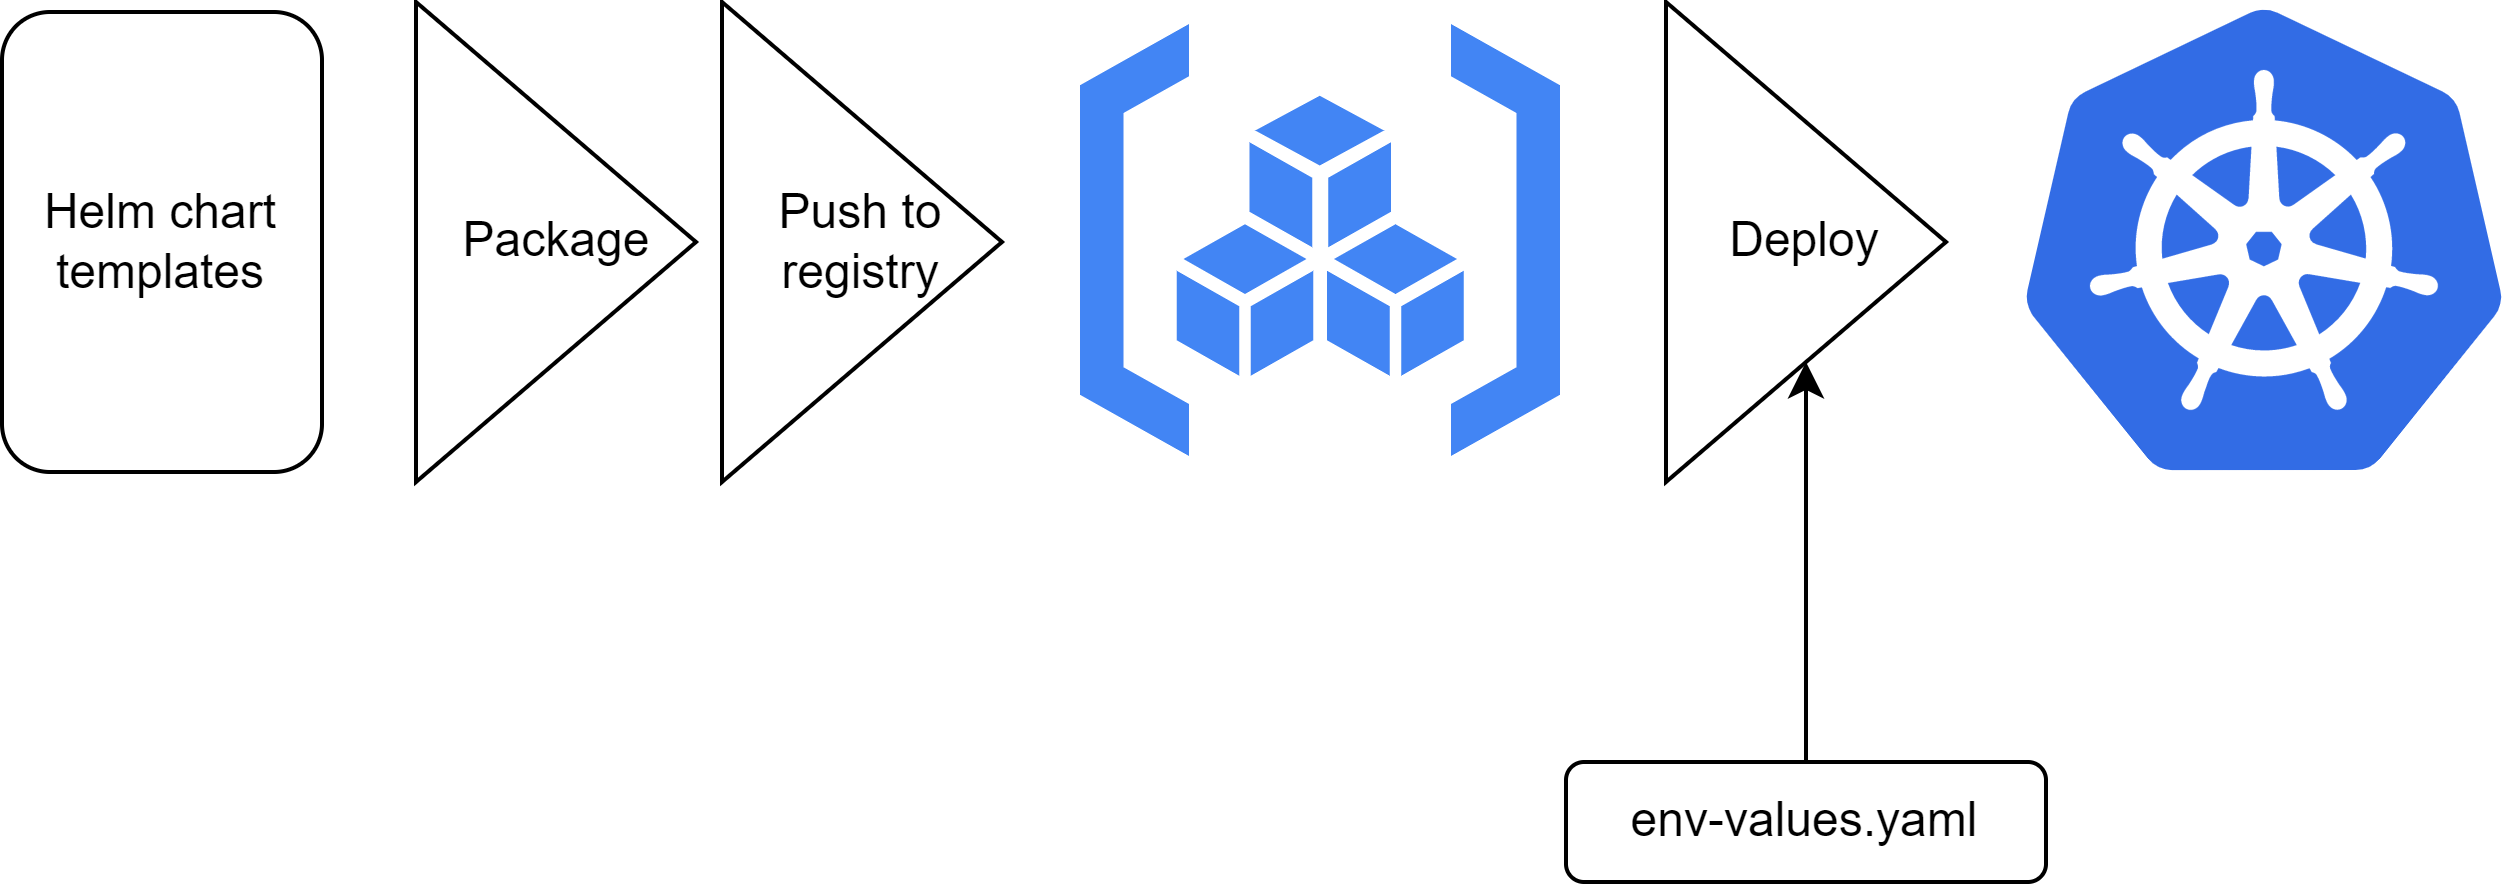 Helm chart
templates
Package
Push to
registry
Deploy
env-values.yaml